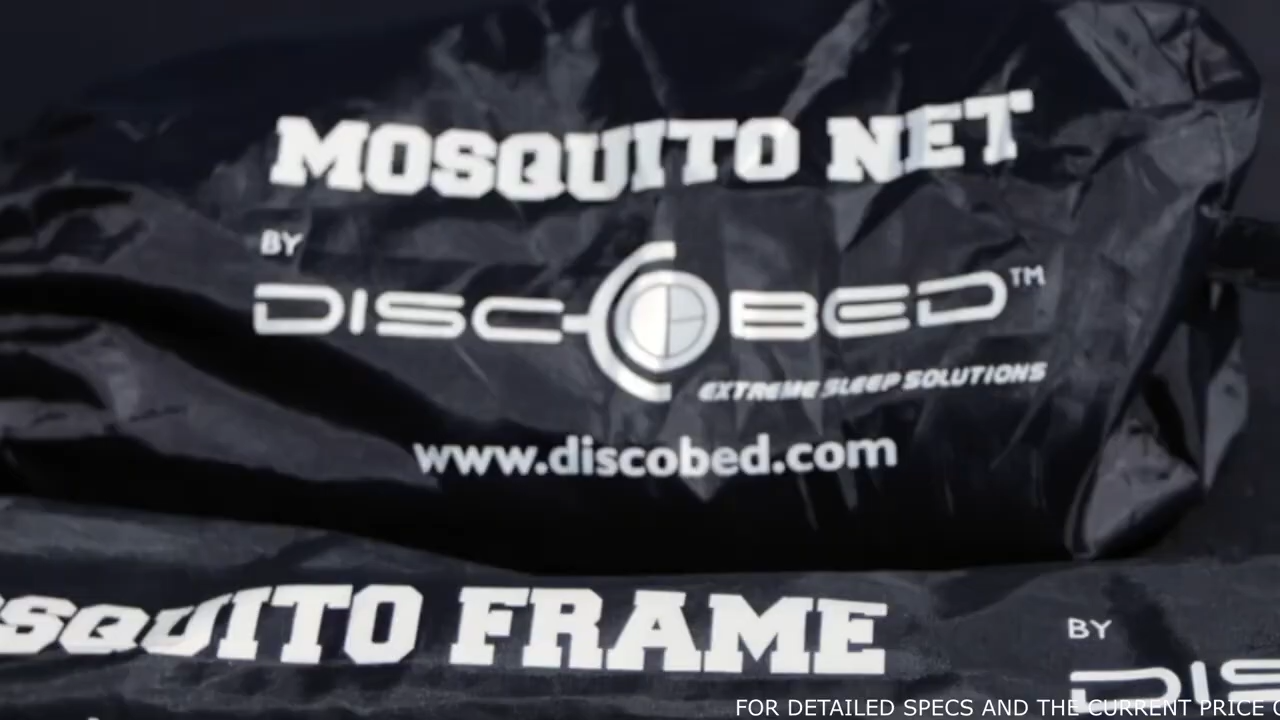 MOSQUITO NET
BY
DISCOBED™
EXTREME SLEEP SOLUTIONS
www.discobed.com
SQUITO FRAME
BY
DIS
FOR DETAILED SPECS AND THE CURRENT PRICE